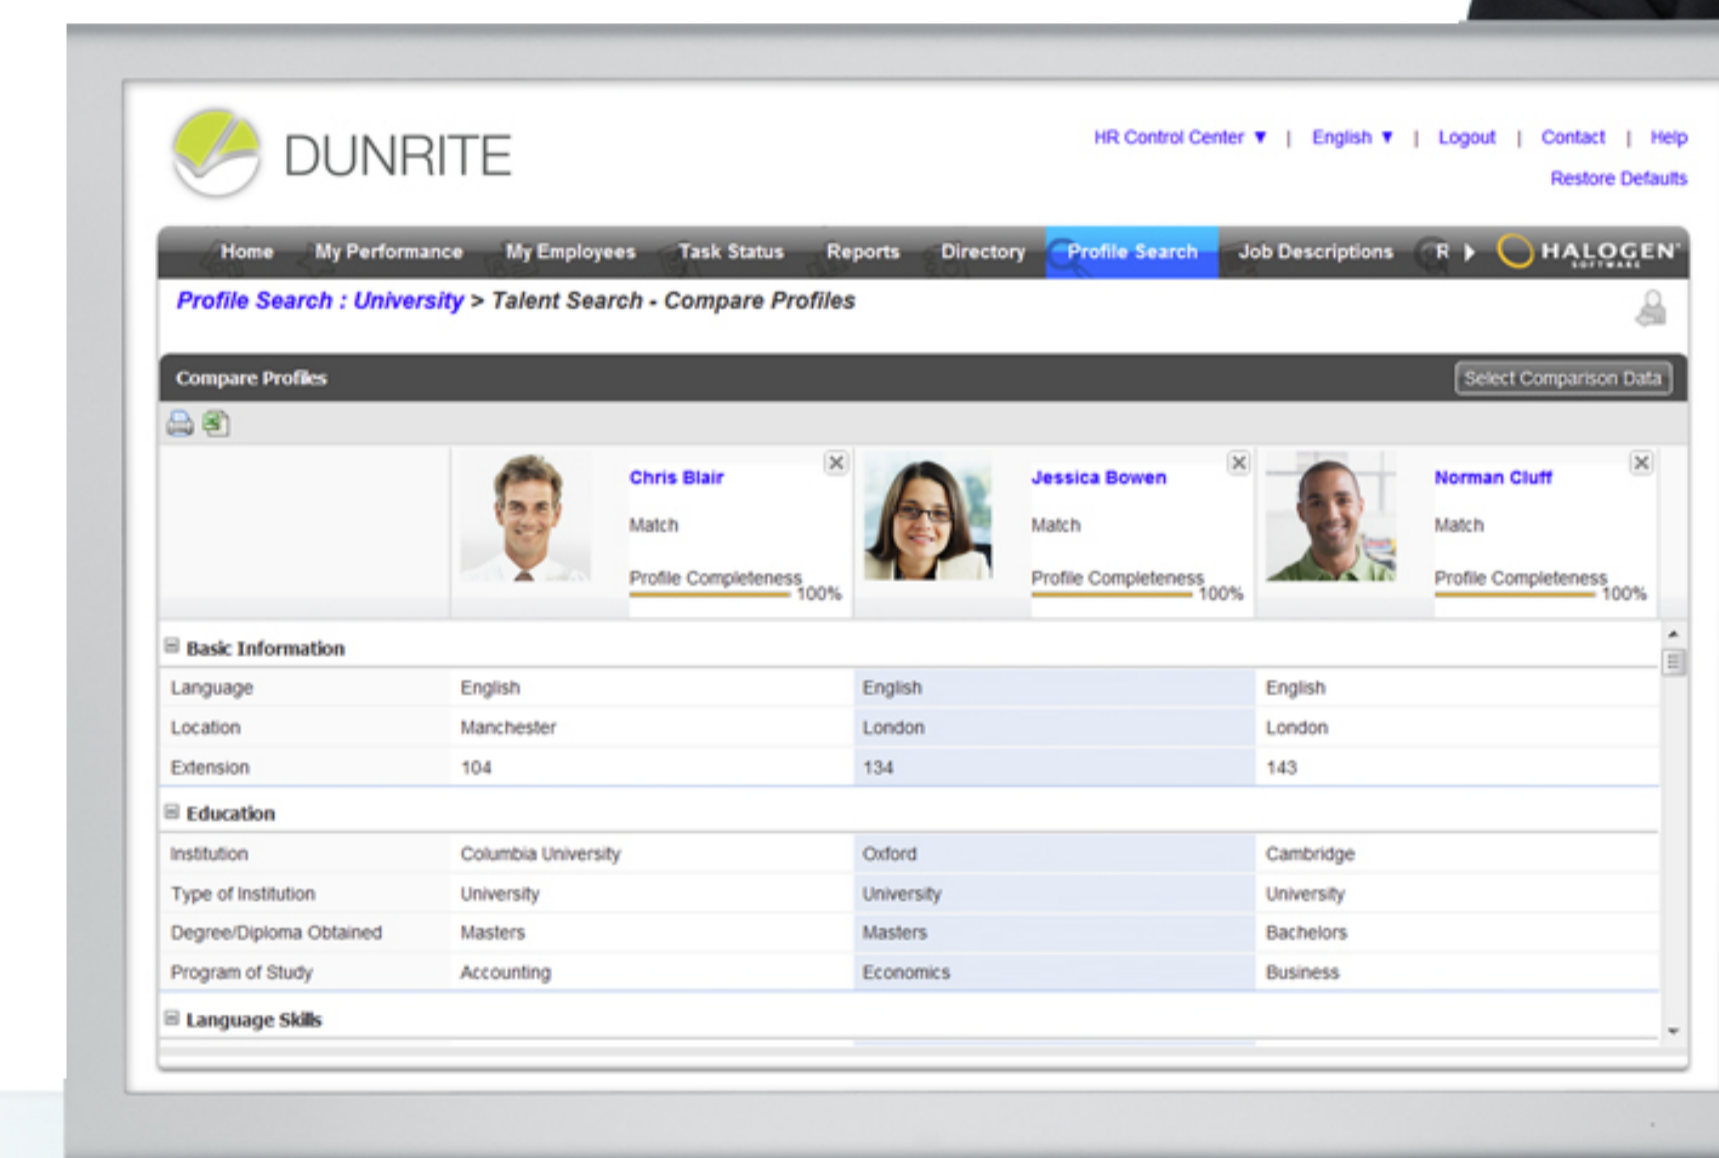 DUNRITE
HR Control Center ▼ | English ▼ | Logout | Contact | Help
Restore Defaults
Home My Performance My Employees Task Status Reports Directory Profile Search Job Descriptions R HALOGEN
SOFTWARE
Profile Search : University > Talent Search - Compare Profiles
Compare Profiles Select Comparison Data
Chris Blair Jessica Bowen Norman Cluff
Match Match Match
Profile Completeness Profile Completeness Profile Completeness
100% 100% 100%
Basic Information
Language English English English
Location Manchester London London
Extension 104 134 143
Education
Institution Columbia University Oxford Cambridge
Type of Institution University University University
Degree/Diploma Obtained Masters Masters Bachelors
Program of Study Accounting Economics Business
Language Skills